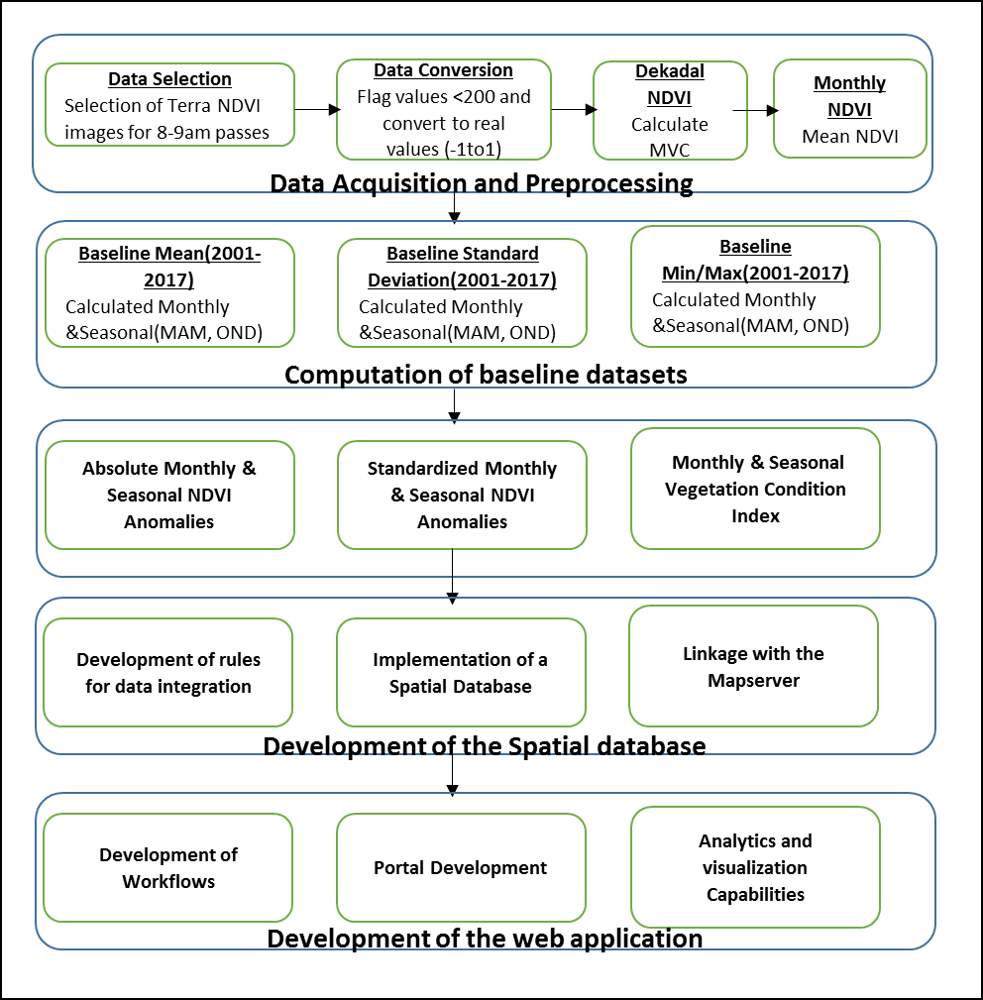 Data Selection
Selection of Terra NDVI
images for 8-9am passes
Data Conversion
Flag values <200 and
convert to real
values (-1to1)
Dekadal
NDVI
Calculate
MVC
Monthly
NDVI
Mean NDVI
Data Acquisition and Preprocessing
Baseline Mean(2001-
2017)
Calculated Monthly
&Seasonal(MAM, OND)
Baseline Standard
Deviation(2001-2017)
Calculated Monthly
&Seasonal(MAM, OND)
Baseline
Min/Max(2001-2017)
Calculated Monthly
&Seasonal(MAM, OND)
Computation of baseline datasets
Absolute Monthly &
Seasonal NDVI
Anomalies
Standardized Monthly
& Seasonal NDVI
Anomalies
Monthly & Seasonal
Vegetation Condition
Index
Development of rules
for data integration
Implementation of a
Spatial Database
Linkage with the
Mapserver
Development of the Spatial database
Development of
Workflows
Portal Development
Analytics and
visualization
Capabilities
Development of the web application